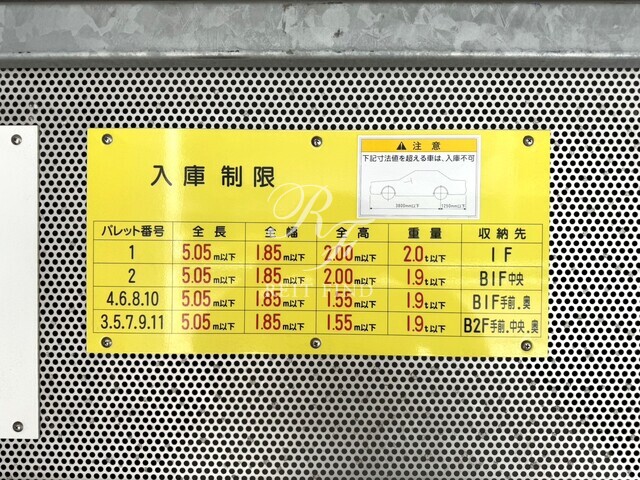 入庫制限
⚠ 注意
下記寸法値を超える車は、入庫不可
パレット番号 全長 全幅 全高 重量 収納先
1 5.05m以下 1.85m以下 2.00m以下 2.0t以下 1F
2 5.05m以下 1.85m以下 2.00m以下 1.9t以下 B1F中央
4.6.8.10 5.05m以下 1.85m以下 1.55m以下 1.9t以下 B1F手前.奥
3.5.7.9.11 5.05m以下 1.85m以下 1.55m以下 1.9t以下 B2F手前.中央.奥